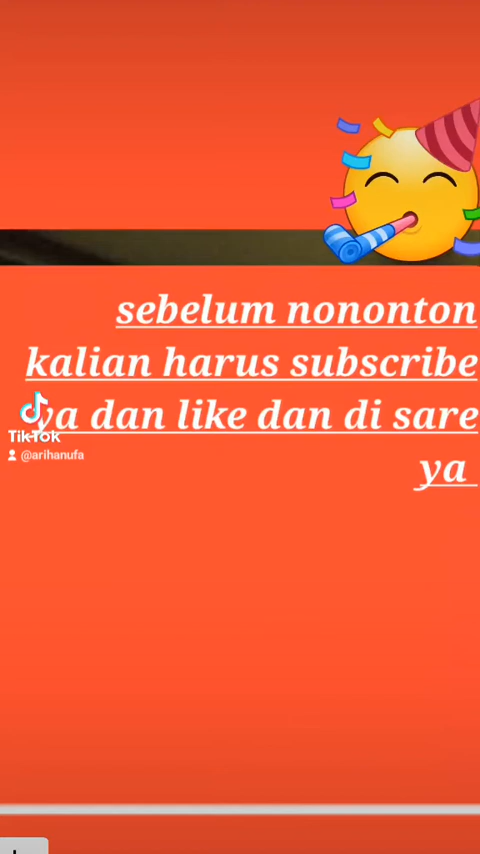 sebelum nononton
kalian harus subscribe
ya dan like dan di sare
ya
TikTok
@arihanufa